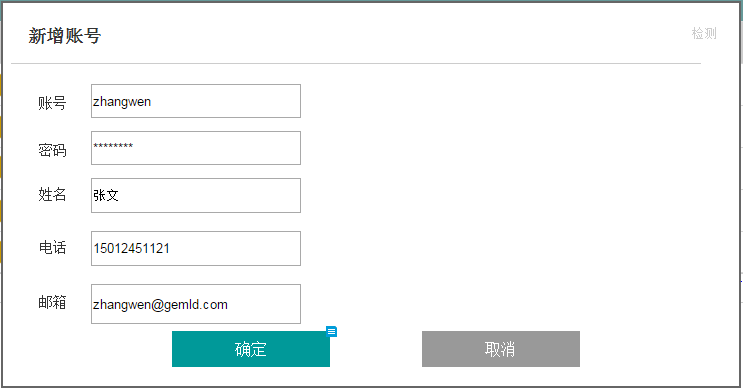 新增账号
检测
账号 zhangwen
密码 ********
姓名 张文
电话 15012451121
邮箱 zhangwen@gemld.com
确定 取消